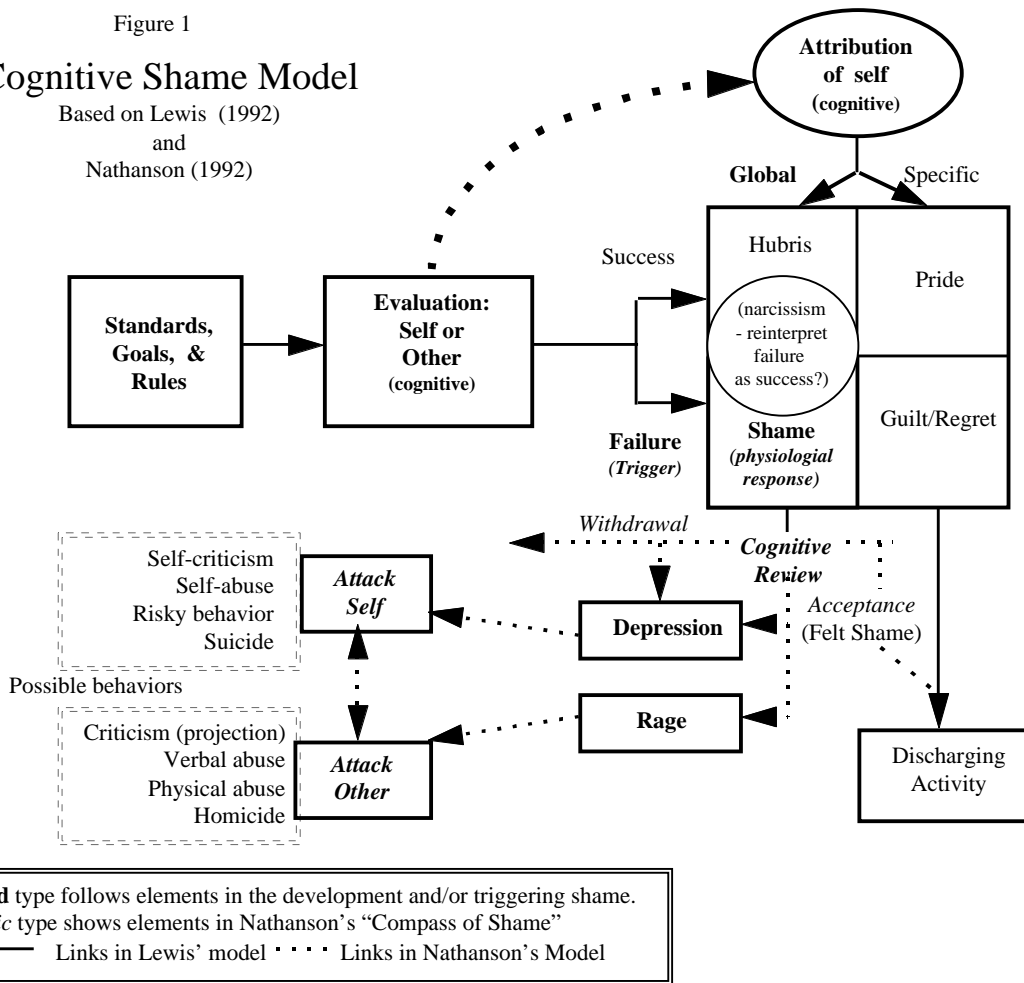 Figure 1
Cognitive Shame Model
Based on Lewis (1992)
and
Nathanson (1992)
Attribution
of self
(cognitive)
Global
Specific
Success
Hubris
Pride
(narcissism
- reinterpret
failure
as success?)
Standards,
Goals, &
Rules
Evaluation:
Self or
Other
(cognitive)
Failure
(Trigger)
Shame
(physiologial
response)
Guilt/Regret
Withdrawal
Cognitive
Review
Acceptance
(Felt Shame)
Self-criticism
Self-abuse
Risky behavior
Suicide
Attack
Self
Depression
Possible behaviors
Criticism (projection)
Verbal abuse
Physical abuse
Homicide
Attack
Other
Rage
Discharging
Activity
type follows elements in the development and/or triggering shame.
type shows elements in Nathanson’s “Compass of Shame”
Links in Lewis’ model
Links in Nathanson’s Model